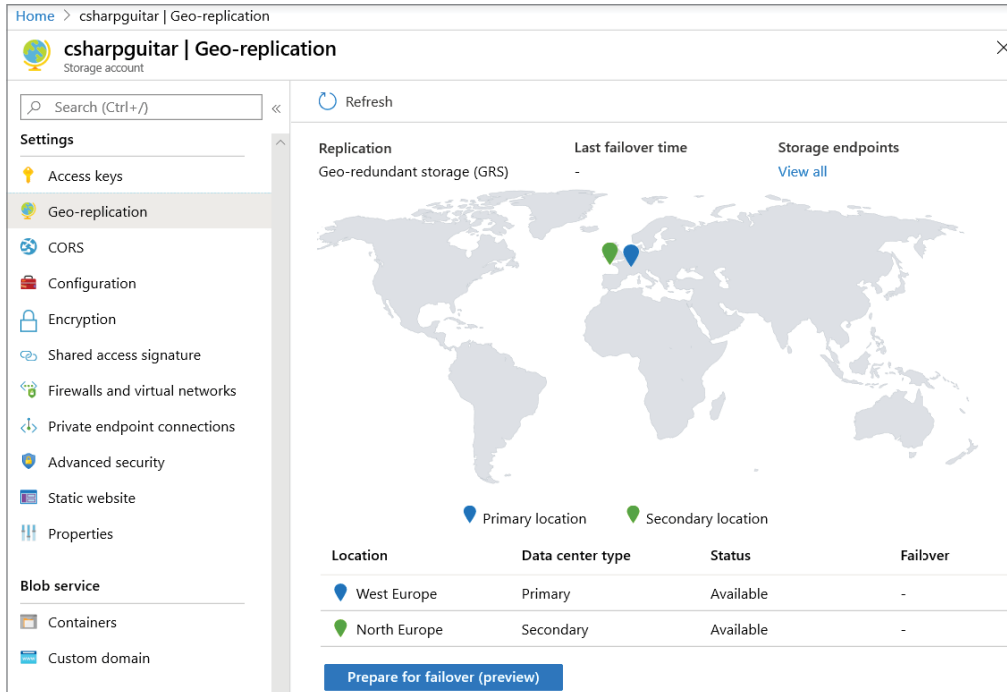 Home > csharpguitar | Geo-replication
csharpguitar | Geo-replication
Storage account
Search (Ctrl+/)
«
Settings
Access keys
Geo-replication
CORS
Configuration
Encryption
Shared access signature
Firewalls and virtual networks
Private endpoint connections
Advanced security
Static website
Properties
Blob service
Containers
Custom domain
Refresh
Replication Last failover time Storage endpoints
Geo-redundant storage (GRS) - View all
Primary location Secondary location
Location Data center type Status Failover
West Europe Primary Available -
North Europe Secondary Available -
Prepare for failover (preview)